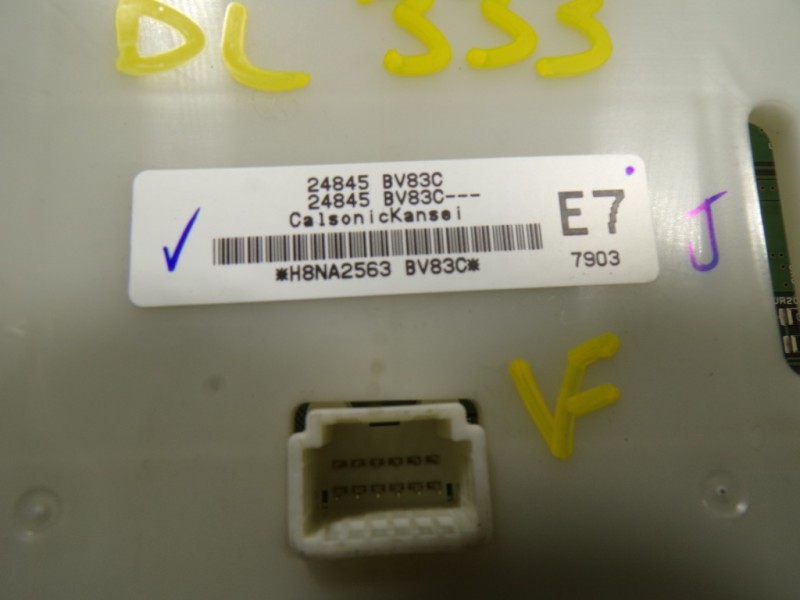 DL 333
24845 BV83C
24845 BV83C---
CalsonicKansei
E7
*H8NA2563 BV83C*
7903
J
VF